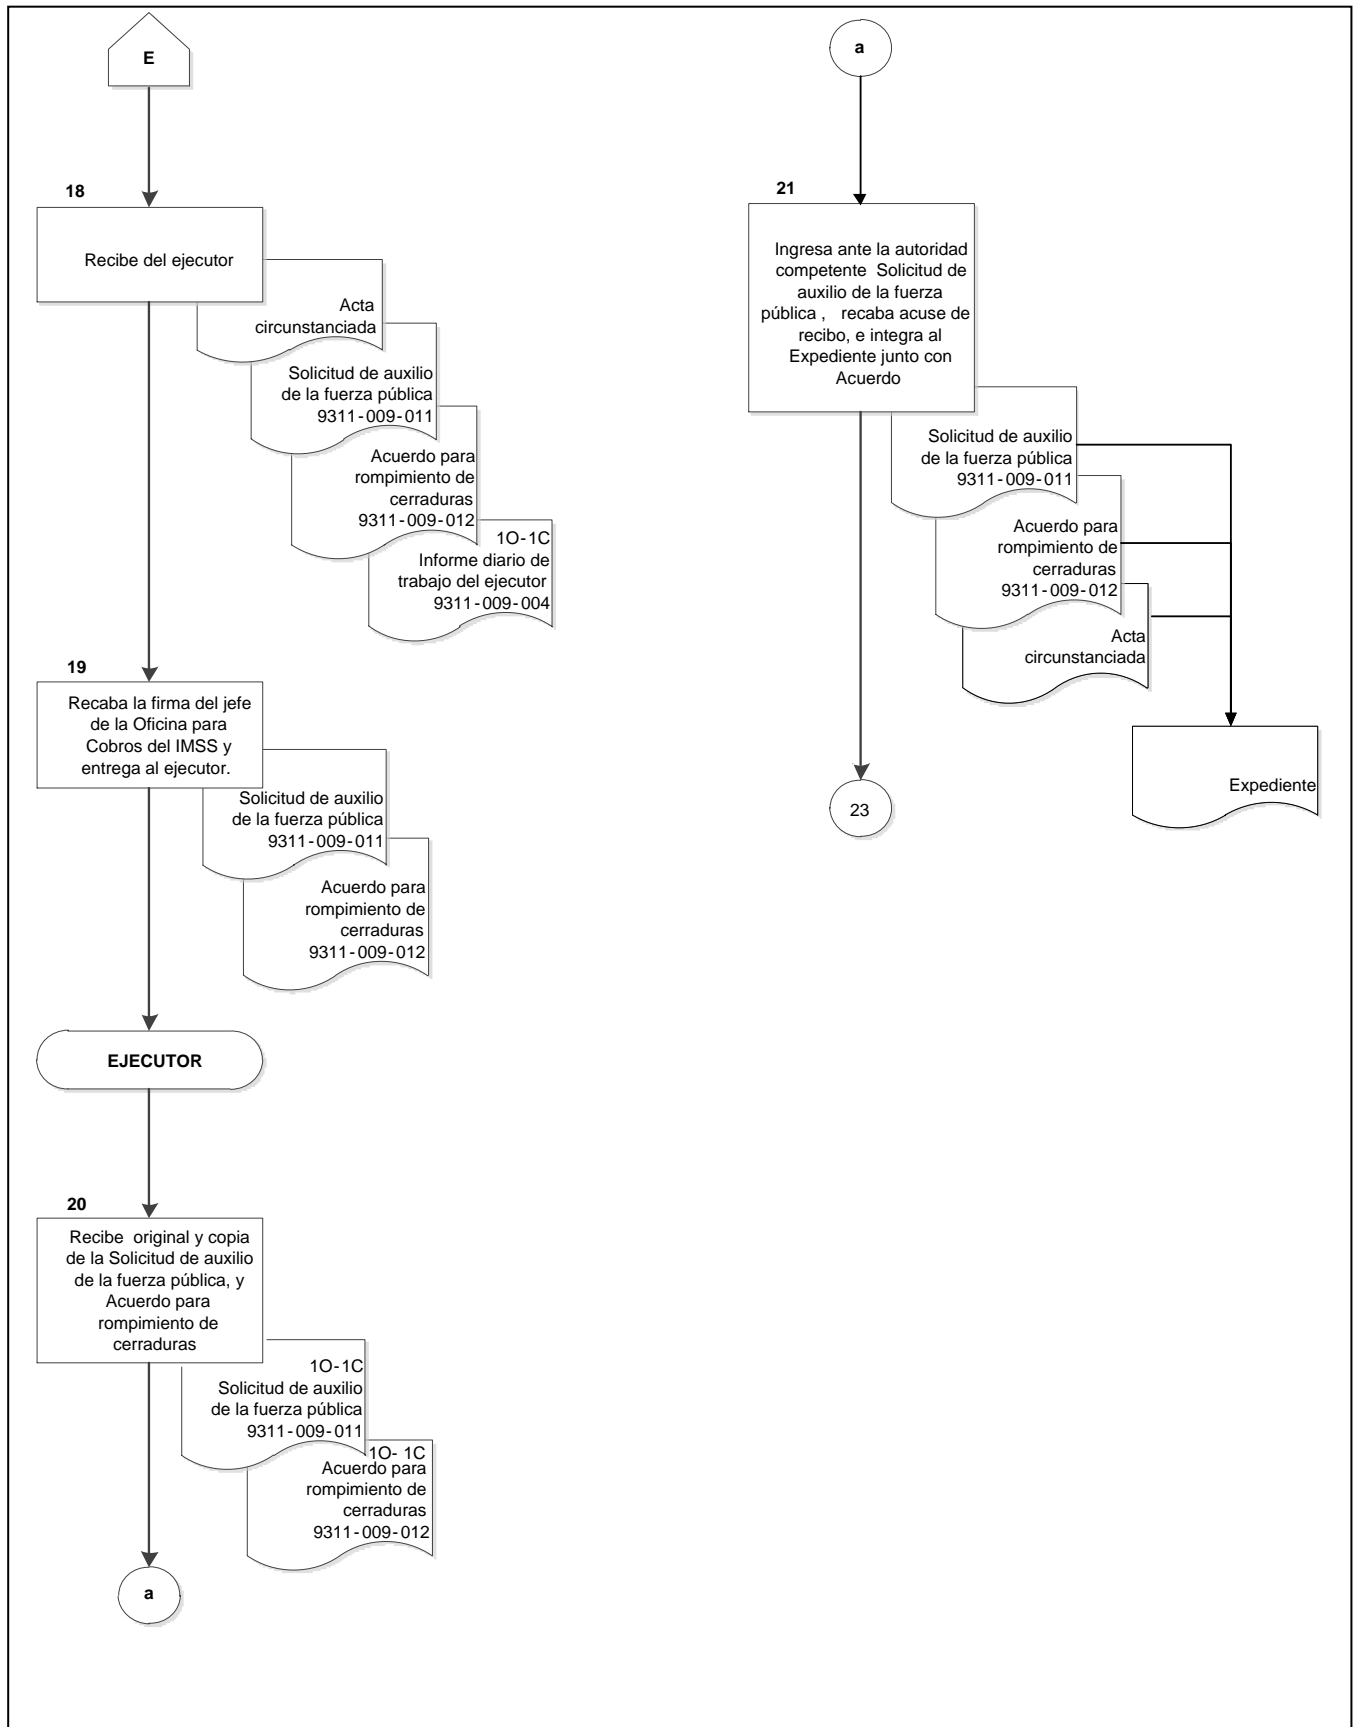 E
18
Recibe del ejecutor
Acta
circunstanciada
Solicitud de auxilio
de la fuerza pública
9311-009-011
Acuerdo para
rompimiento de
cerraduras
9311-009-012
1O-1C
Informe diario de
trabajo del ejecutor
9311-009-004
19
Recaba la firma del jefe
de la Oficina para
Cobros del IMSS y
entrega al ejecutor.
Solicitud de auxilio
de la fuerza pública
9311-009-011
Acuerdo para
rompimiento de
cerraduras
9311-009-012
EJECUTOR
20
Recibe original y copia
de la Solicitud de auxilio
de la fuerza pública, y
Acuerdo para
rompimiento de
cerraduras
1O-1C
Solicitud de auxilio
de la fuerza pública
9311-009-011
1O- 1C
Acuerdo para
rompimiento de
cerraduras
9311-009-012
a
a
21
Ingresa ante la autoridad
competente Solicitud de
auxilio de la fuerza
pública , recaba acuse de
recibo, e integra al
Expediente junto con
Acuerdo
Solicitud de auxilio
de la fuerza pública
9311-009-011
Acuerdo para
rompimiento de
cerraduras
9311-009-012
Acta
circunstanciada
Expediente
23